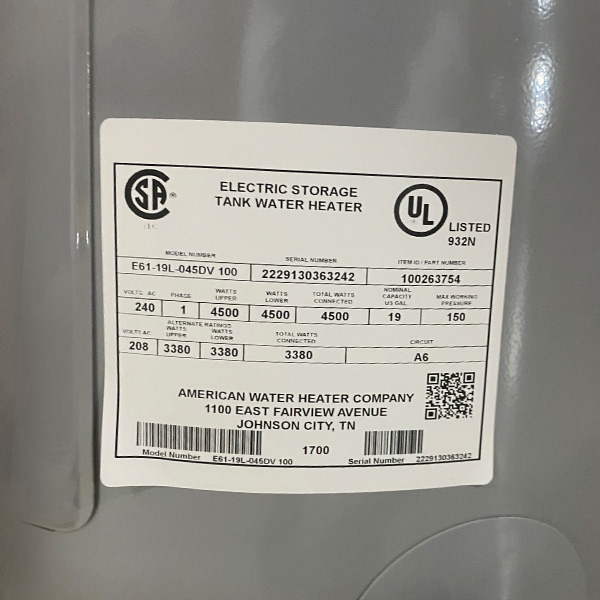 SA ®
ELECTRIC STORAGE
TANK WATER HEATER
UL
LISTED
932N
MODEL NUMBER SERIAL NUMBER ITEM ID / PART NUMBER
E61-19L-045DV 100 2229130363242 100263754
VOLTS AC PHASE WATTS UPPER WATTS LOWER TOTAL WATTS CONNECTED NOMINAL CAPACITY US GAL MAX WORKING PRESSURE
240 1 4500 4500 4500 19 150
ALTERNATE RATINGS
VOLTS AC WATTS UPPER WATTS LOWER TOTAL WATTS CONNECTED CIRCUIT
208 3380 3380 3380 A6
AMERICAN WATER HEATER COMPANY
1100 EAST FAIRVIEW AVENUE
JOHNSON CITY, TN
1700
Model Number E61-19L-045DV 100 Serial Number 2229130363242